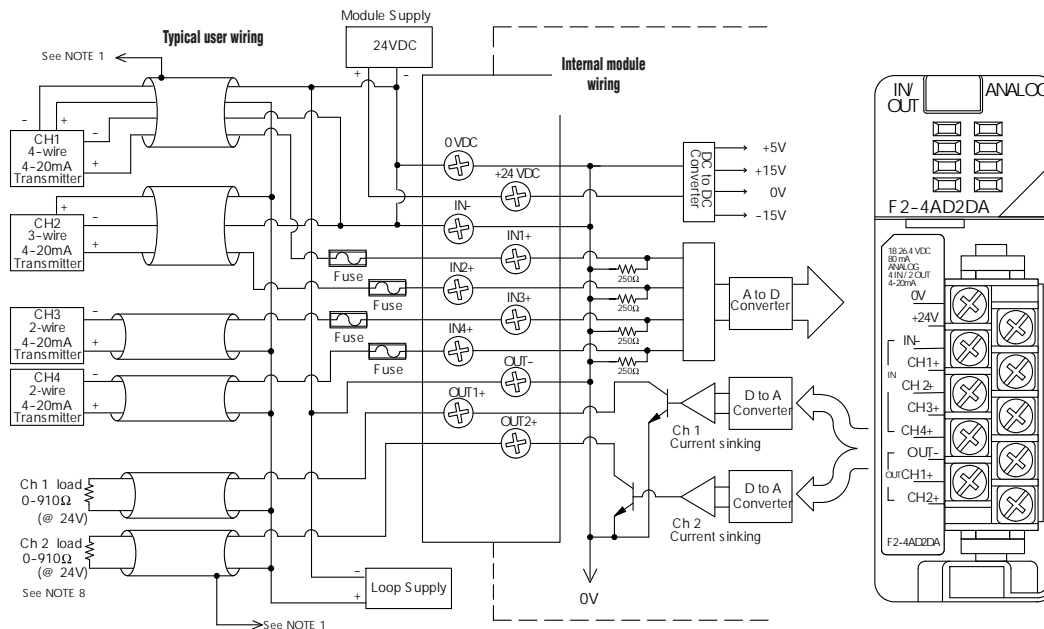 Typical user wiring
See NOTE 1
Module Supply
24VDC
+
-
Internal module
wiring
-
+
-
+
CH1
4-wire
4-20mA
Transmitter
+
-
+
CH2
3-wire
4-20mA
Transmitter
-
+
CH3
2-wire
4-20mA
Transmitter
-
+
CH4
2-wire
4-20mA
Transmitter
Ch 1 load
0-910Ω
(@ 24V)
Ch 2 load
0-910Ω
(@ 24V)
See NOTE 8
See NOTE 1
Fuse
Fuse
Fuse
Fuse
-
+
Loop Supply
0 VDC
+24 VDC
IN-
IN1+
IN2+
IN3+
IN4+
OUT-
OUT1+
OUT2+
250Ω
250Ω
250Ω
250Ω
DC to DC
Converter
+5V
+15V
0V
-15V
A to D
Converter
D to A
Converter
Ch 1
Current sinking
D to A
Converter
Ch 2
Current sinking
0V
IN/
OUT
ANALOG
F2-4AD2DA
18 26.4 VDC
80 mA
ANALOG
4 IN / 2 OUT
4-20mA
0V
+24V
IN-
IN
CH1+
CH2+
CH3+
CH4+
OUT-
OUT
CH1+
CH2+
F2-4AD2DA